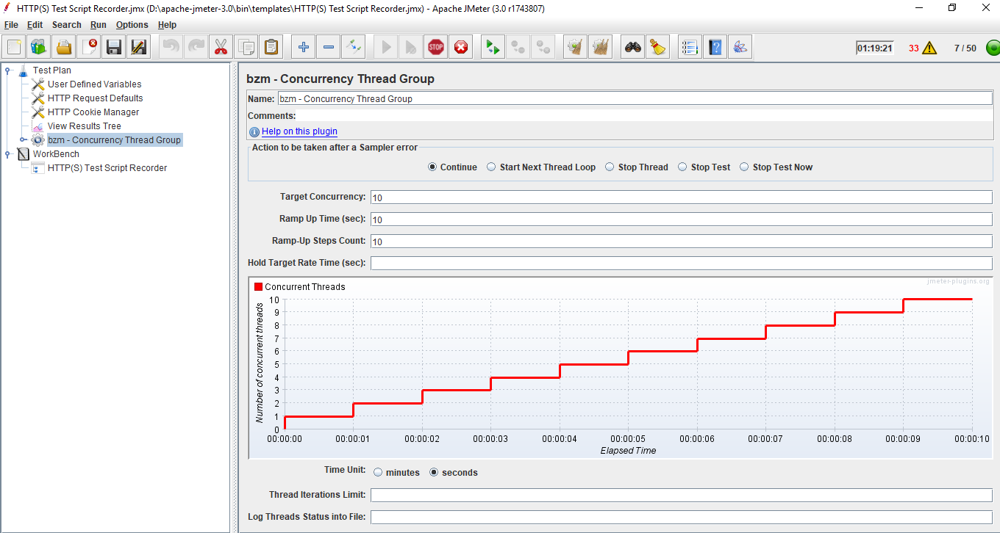 HTTP(S) Test Script Recorder.jmx (D:\apache-jmeter-3.0\bin\templates\HTTP(S) Test Script Recorder.jmx) - Apache JMeter (3.0 r1743807)
File Edit Search Run Options Help
STOP 01:19:21 33 7 / 50
Test Plan
User Defined Variables
HTTP Request Defaults
HTTP Cookie Manager
View Results Tree
bzm - Concurrency Thread Group
WorkBench
HTTP(S) Test Script Recorder
bzm - Concurrency Thread Group
Name: bzm - Concurrency Thread Group
Comments:
Help on this plugin
Action to be taken after a Sampler error
Continue Start Next Thread Loop Stop Thread Stop Test Stop Test Now
Target Concurrency: 10
Ramp Up Time (sec): 10
Ramp-Up Steps Count: 10
Hold Target Rate Time (sec):
jmeter-plugins.org
Concurrent Threads
Number of concurrent threads
10
9
8
7
6
5
4
3
2
1
0
00:00:00 00:00:01 00:00:02 00:00:03 00:00:04 00:00:05 00:00:06 00:00:07 00:00:08 00:00:09 00:00:10
Elapsed Time
Time Unit: minutes seconds
Thread Iterations Limit:
Log Threads Status into File: